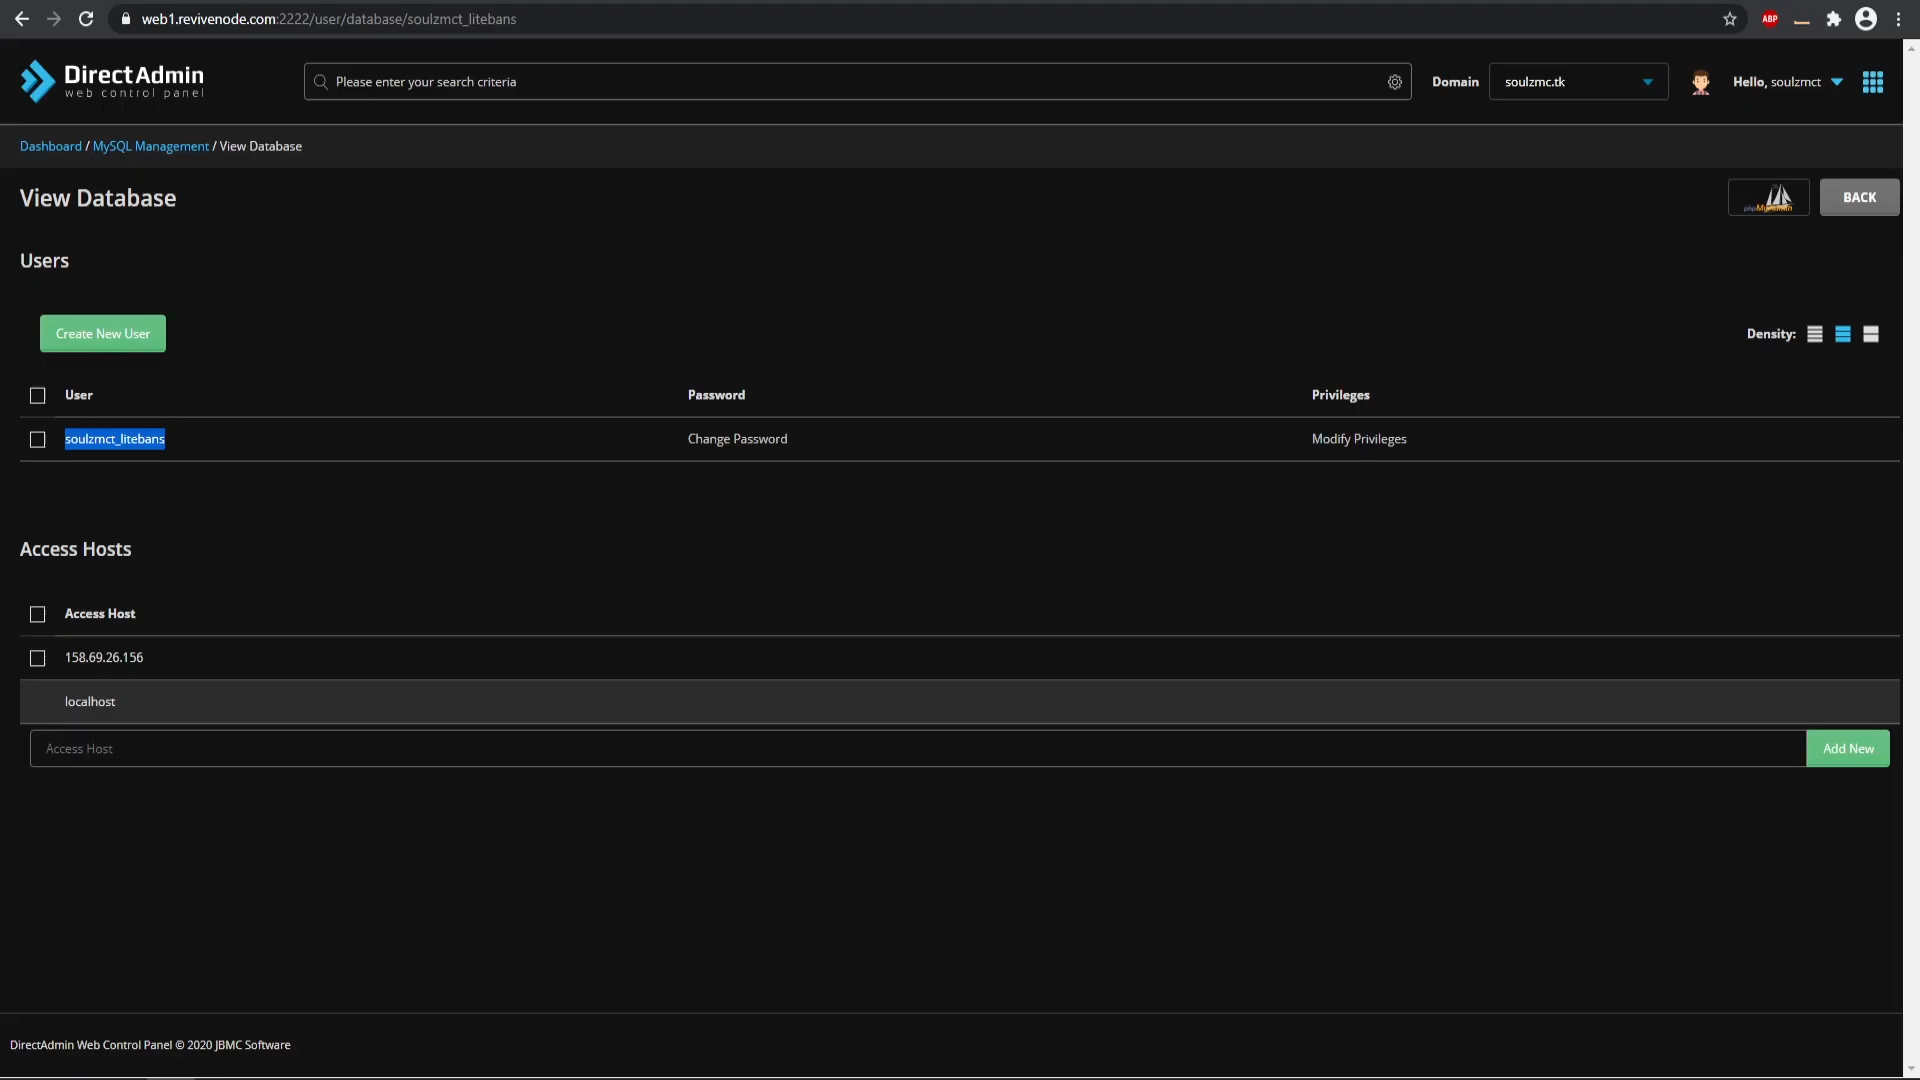 web1.revivenode.com:2222/user/database/soulzmct_litebans
ABP
DirectAdmin
web control panel
Please enter your search criteria
Domain
soulzmc.tk
Hello, soulzmct
Dashboard / MySQL Management / View Database
View Database
phpMyAdmin
BACK
Users
Create New User
Density:
User
Password
Privileges
soulzmct_litebans
Change Password
Modify Privileges
Access Hosts
Access Host
158.69.26.156
localhost
Access Host
Add New
DirectAdmin Web Control Panel © 2020 JBMC Software